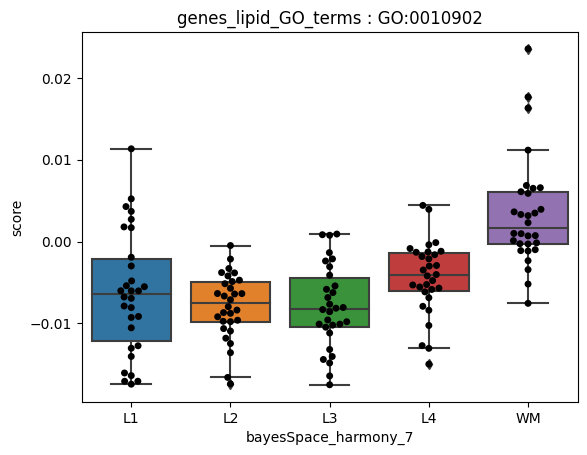 genes_lipid_GO_terms : GO:0010902
score
0.02
0.01
0.00
−0.01
L1 L2 L3 L4 WM
bayesSpace_harmony_7